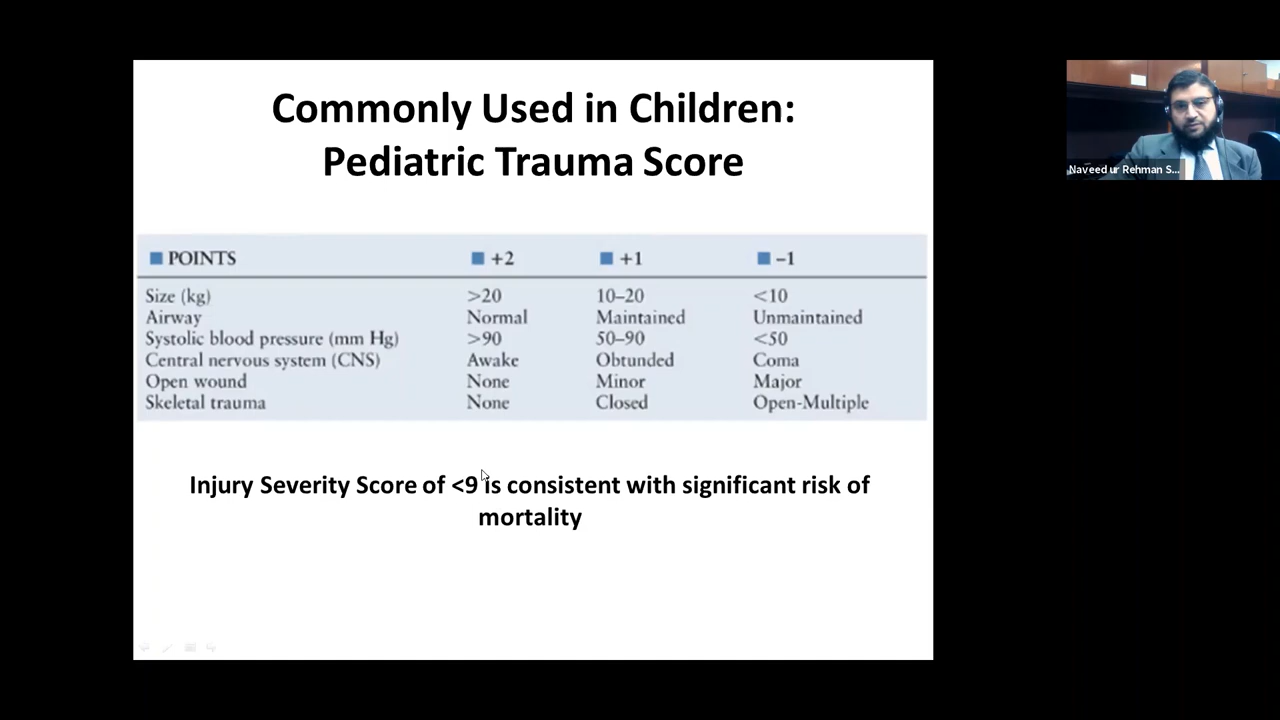 Commonly Used in Children:
Pediatric Trauma Score
POINTS +2 +1 –1
Size (kg) >20 10–20 <10
Airway Normal Maintained Unmaintained
Systolic blood pressure (mm Hg) >90 50–90 <50
Central nervous system (CNS) Awake Obtunded Coma
Open wound None Minor Major
Skeletal trauma None Closed Open-Multiple
Injury Severity Score of <9 is consistent with significant risk of
mortality
Naveed ur Rehman S...